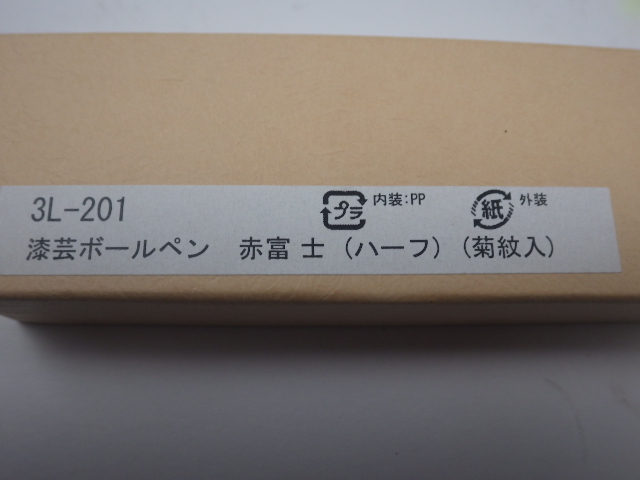 3L-201 プラ 内装:PP 紙 外装
漆芸ボールペン 赤富士(ハーフ)(菊紋入)